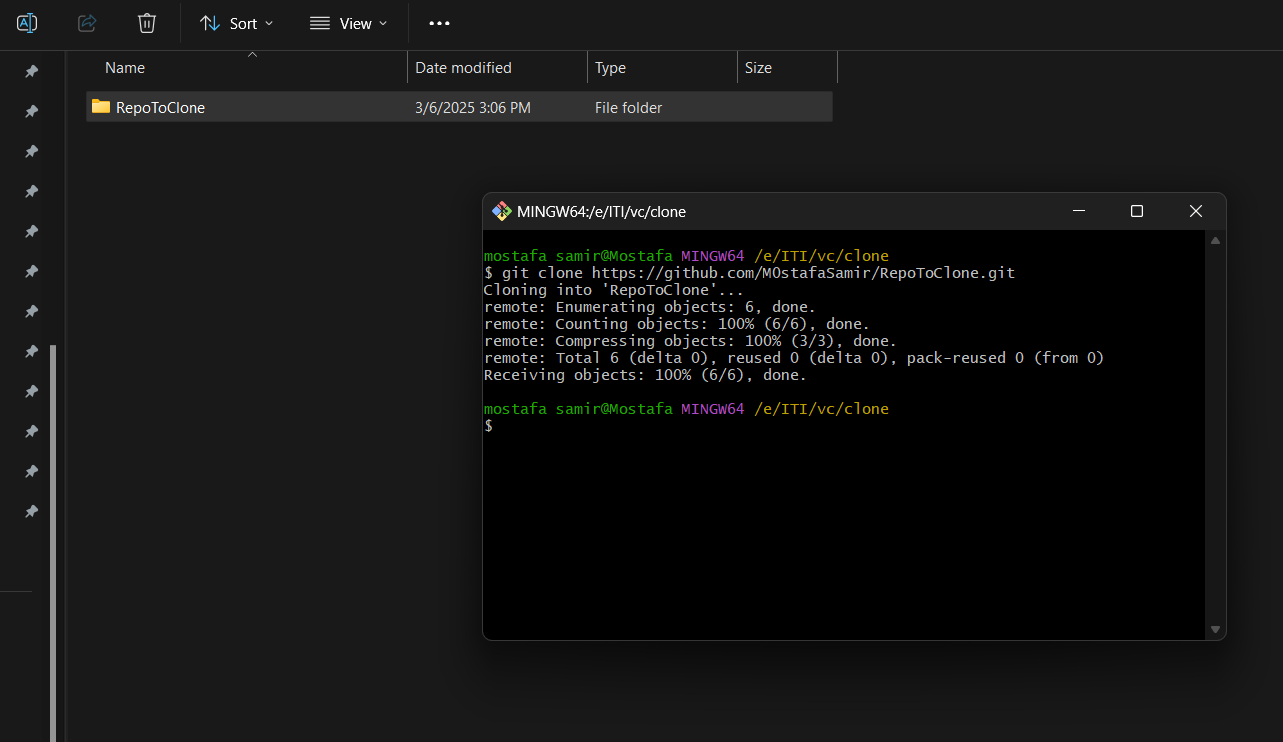 Sort
View
Name
Date modified
Type
Size
RepoToClone
3/6/2025 3:06 PM
File folder
MINGW64:/e/ITI/vc/clone
mostafa samir@Mostafa MINGW64 /e/ITI/vc/clone
$ git clone https://github.com/M0stafaSamir/RepoToClone.git
Cloning into 'RepoToClone'...
remote: Enumerating objects: 6, done.
remote: Counting objects: 100% (6/6), done.
remote: Compressing objects: 100% (3/3), done.
remote: Total 6 (delta 0), reused 0 (delta 0), pack-reused 0 (from 0)
Receiving objects: 100% (6/6), done.
mostafa samir@Mostafa MINGW64 /e/ITI/vc/clone
$